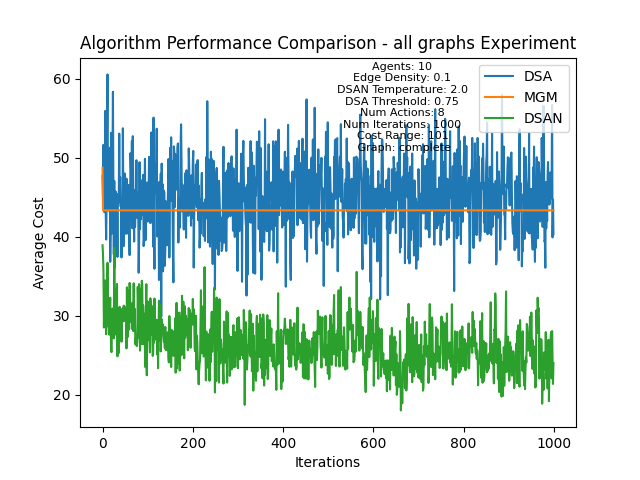 Algorithm Performance Comparison - all graphs Experiment
Agents: 10
Edge Density: 0.1
DSAN Temperature: 2.0
DSA Threshold: 0.75
Num Actions: 8
Num Iterations: 1000
Cost Range: 101
Graph: complete
DSA
MGM
DSAN
Average Cost
60
50
40
30
20
0
200
400
600
800
1000
Iterations